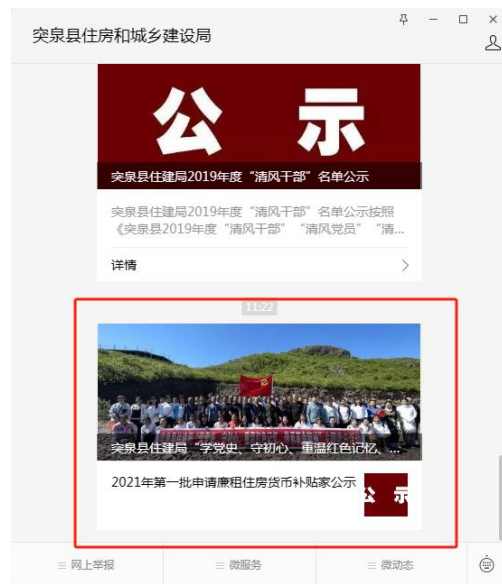 突泉县住房和城乡建设局
公 示
突泉县住建局2019年度“清风干部”名单公示
突泉县住建局2019年度“清风干部”名单公示按照
《突泉县2019年度“清风干部”“清风党员”“清...
详情
11:22
突泉县住建局“学党史、守初心、重温红色记忆、...
2021年第一批申请廉租住房货币补贴家公示
公 示
网上举报
微服务
微动态